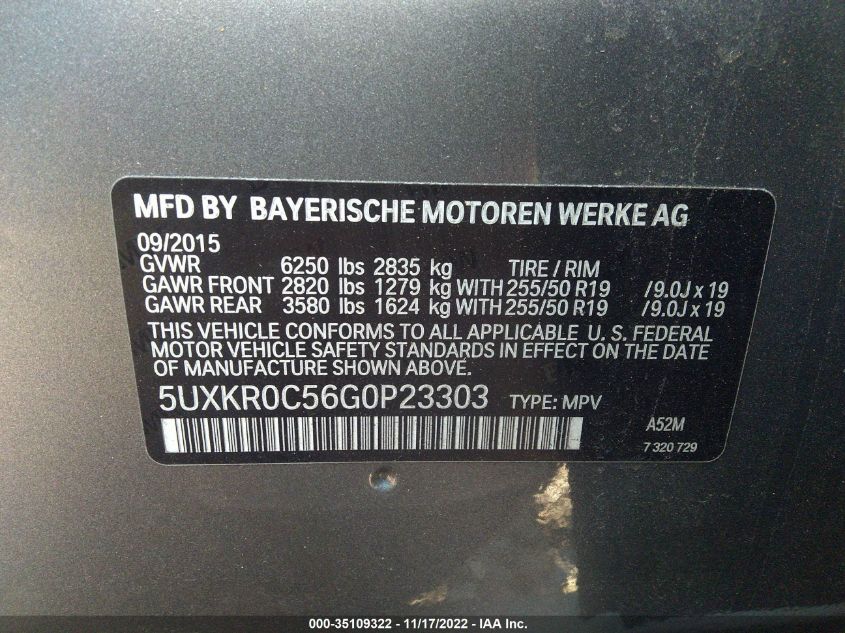 MFD BY BAYERISCHE MOTOREN WERKE AG
09/2015
GVWR 6250 lbs 2835 kg TIRE / RIM
GAWR FRONT 2820 lbs 1279 kg WITH 255/50 R19 /9.0J x 19
GAWR REAR 3580 lbs 1624 kg WITH 255/50 R19 /9.0J x 19
THIS VEHICLE CONFORMS TO ALL APPLICABLE U. S. FEDERAL
MOTOR VEHICLE SAFETY STANDARDS IN EFFECT ON THE DATE
OF MANUFACTURE SHOWN ABOVE.
5UXKR0C56G0P23303 TYPE: MPV
A52M
7 320 729
000-35109322 - 11/17/2022 - IAA Inc.